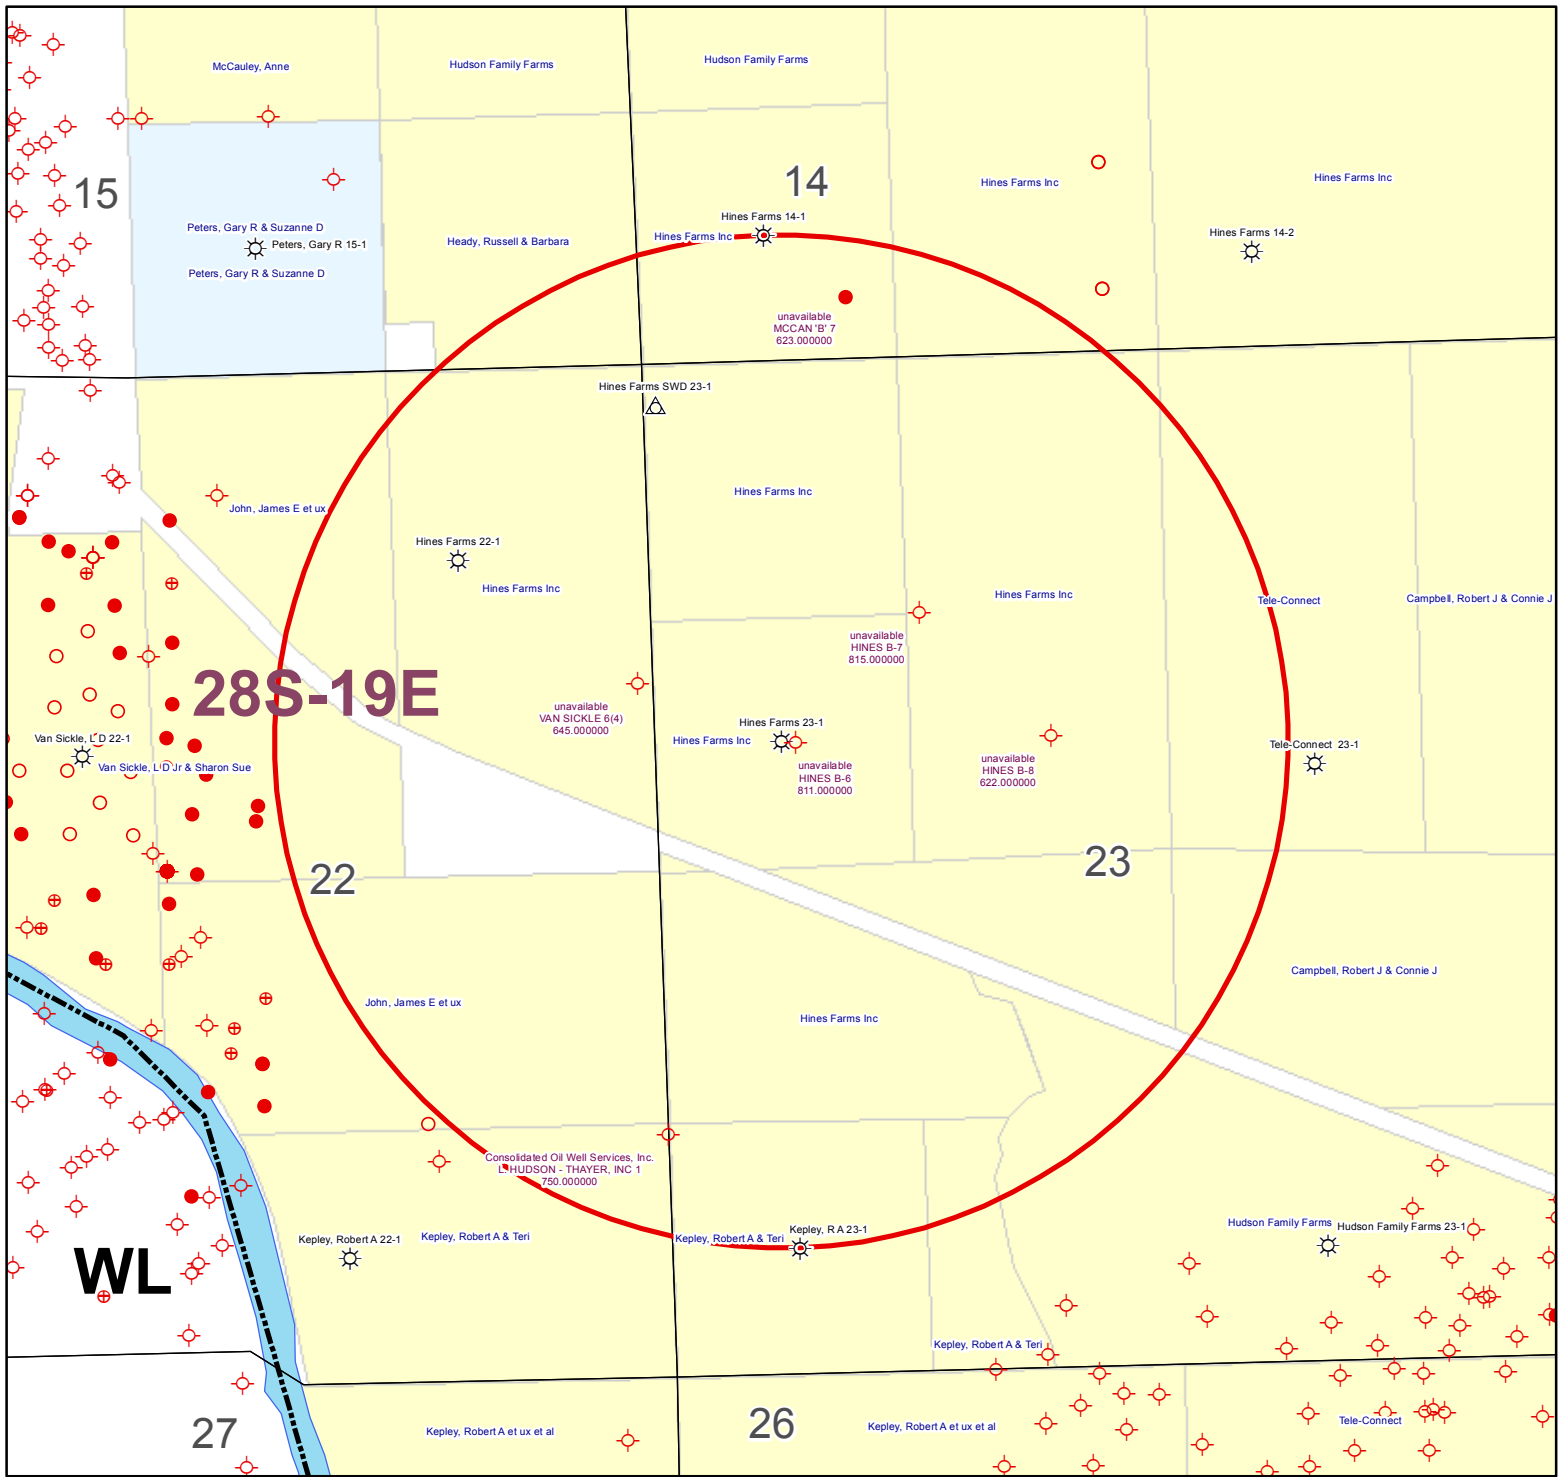 McCauley, Anne
Hudson Family Farms
Hudson Family Farms
15
14
Hines Farms Inc
Hines Farms Inc
Hines Farms 14-1
Peters, Gary R & Suzanne D
Peters, Gary R 15-1
Peters, Gary R & Suzanne D
Heady, Russell & Barbara
Hines Farms Inc
Hines Farms 14-2
unavailable
MCCAN 'B' 7
623.000000
Hines Farms SWD 23-1
Hines Farms Inc
John, James E et ux
Hines Farms 22-1
Hines Farms Inc
Hines Farms Inc
Tele-Connect
Campbell, Robert J & Connie J
unavailable
HINES B-7
815.000000
28S-19E
unavailable
VAN SICKLE 6(4)
645.000000
Hines Farms 23-1
Hines Farms Inc
Van Sickle, L D 22-1
Van Sickle, L D Jr & Sharon Sue
unavailable
HINES B-6
811.000000
unavailable
HINES B-8
622.000000
Tele-Connect 23-1
22
23
Campbell, Robert J & Connie J
John, James E et ux
Hines Farms Inc
Consolidated Oil Well Services, Inc.
L. HUDSON - THAYER, INC 1
750.000000
Kepley, Robert A 22-1
Kepley, Robert A & Teri
Kepley, Robert A & Teri
Kepley, R A 23-1
Hudson Family Farms
Hudson Family Farms 23-1
WL
Kepley, Robert A & Teri
27
26
Kepley, Robert A et ux et al
Kepley, Robert A et ux et al
Tele-Connect